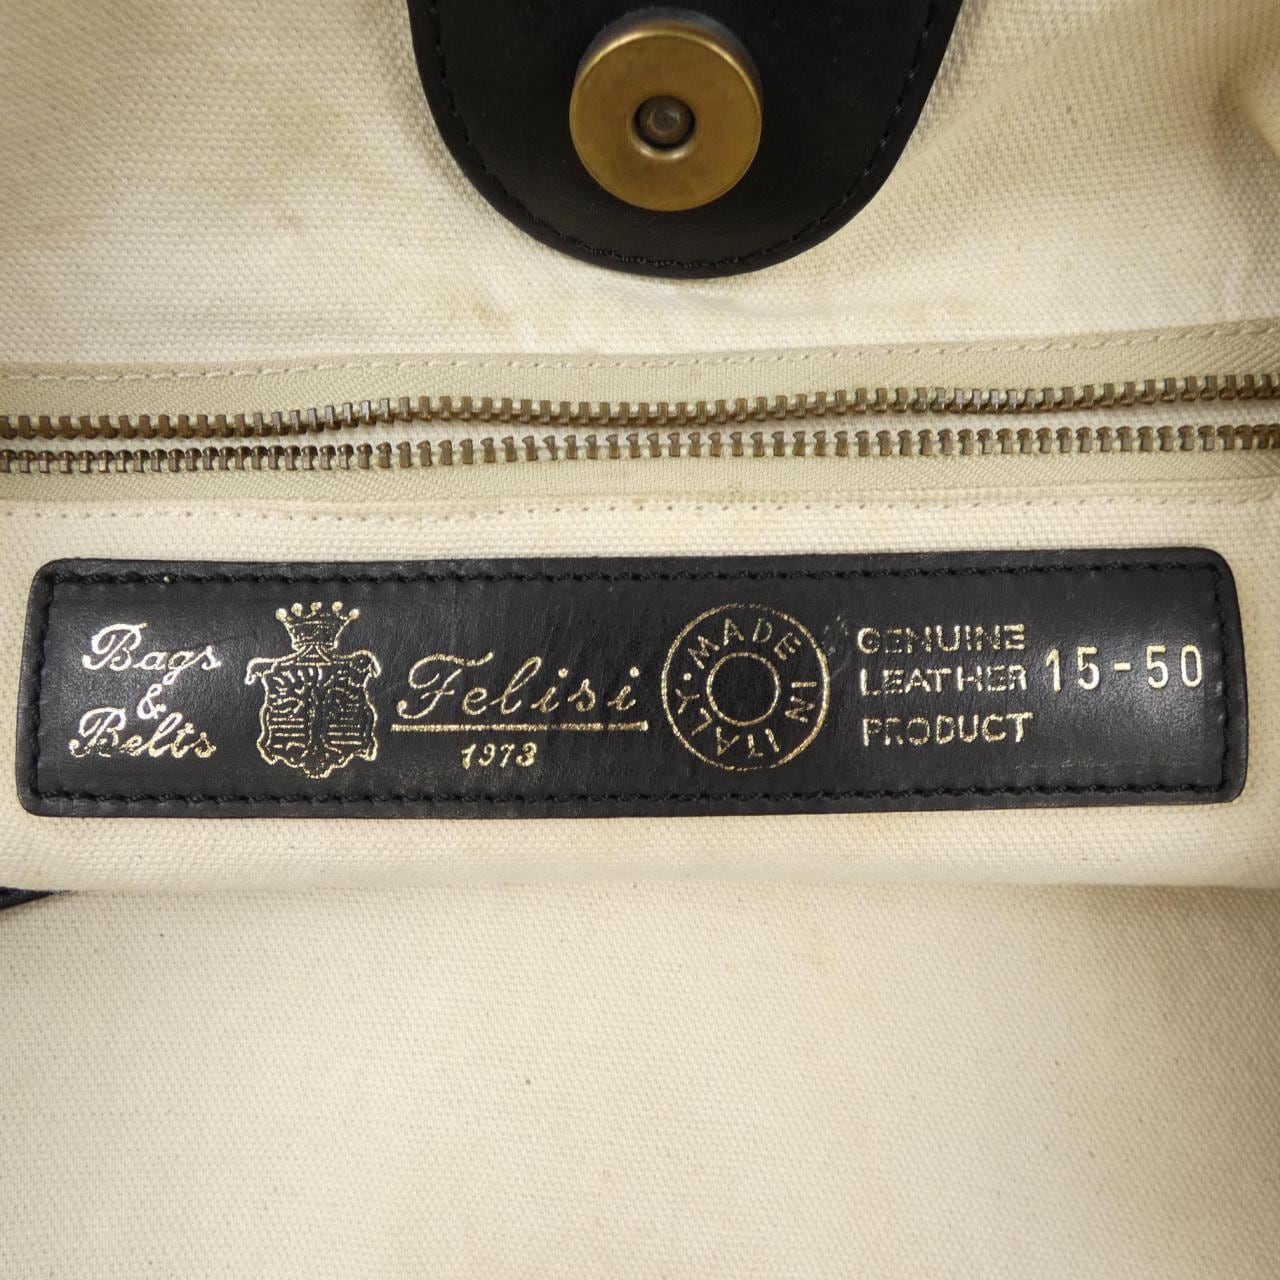 Bags
&
Belts
Felisi
1973
MADE IN ITALY
GENUINE
LEATHER
PRODUCT
15-50